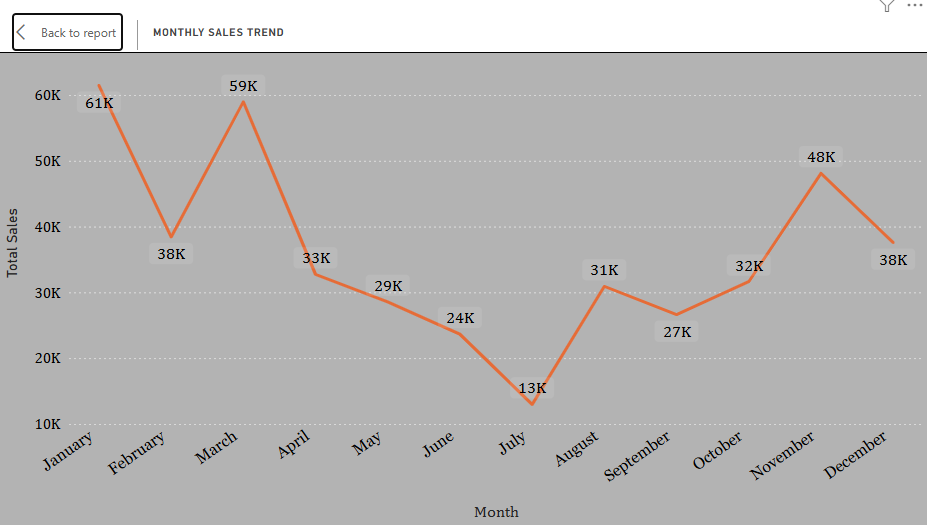 Back to report
MONTHLY SALES TREND
60K
50K
40K
30K
20K
10K
Total Sales
61K
38K
59K
33K
29K
24K
13K
31K
27K
32K
48K
38K
January
February
March
April
May
June
July
August
September
October
November
December
Month